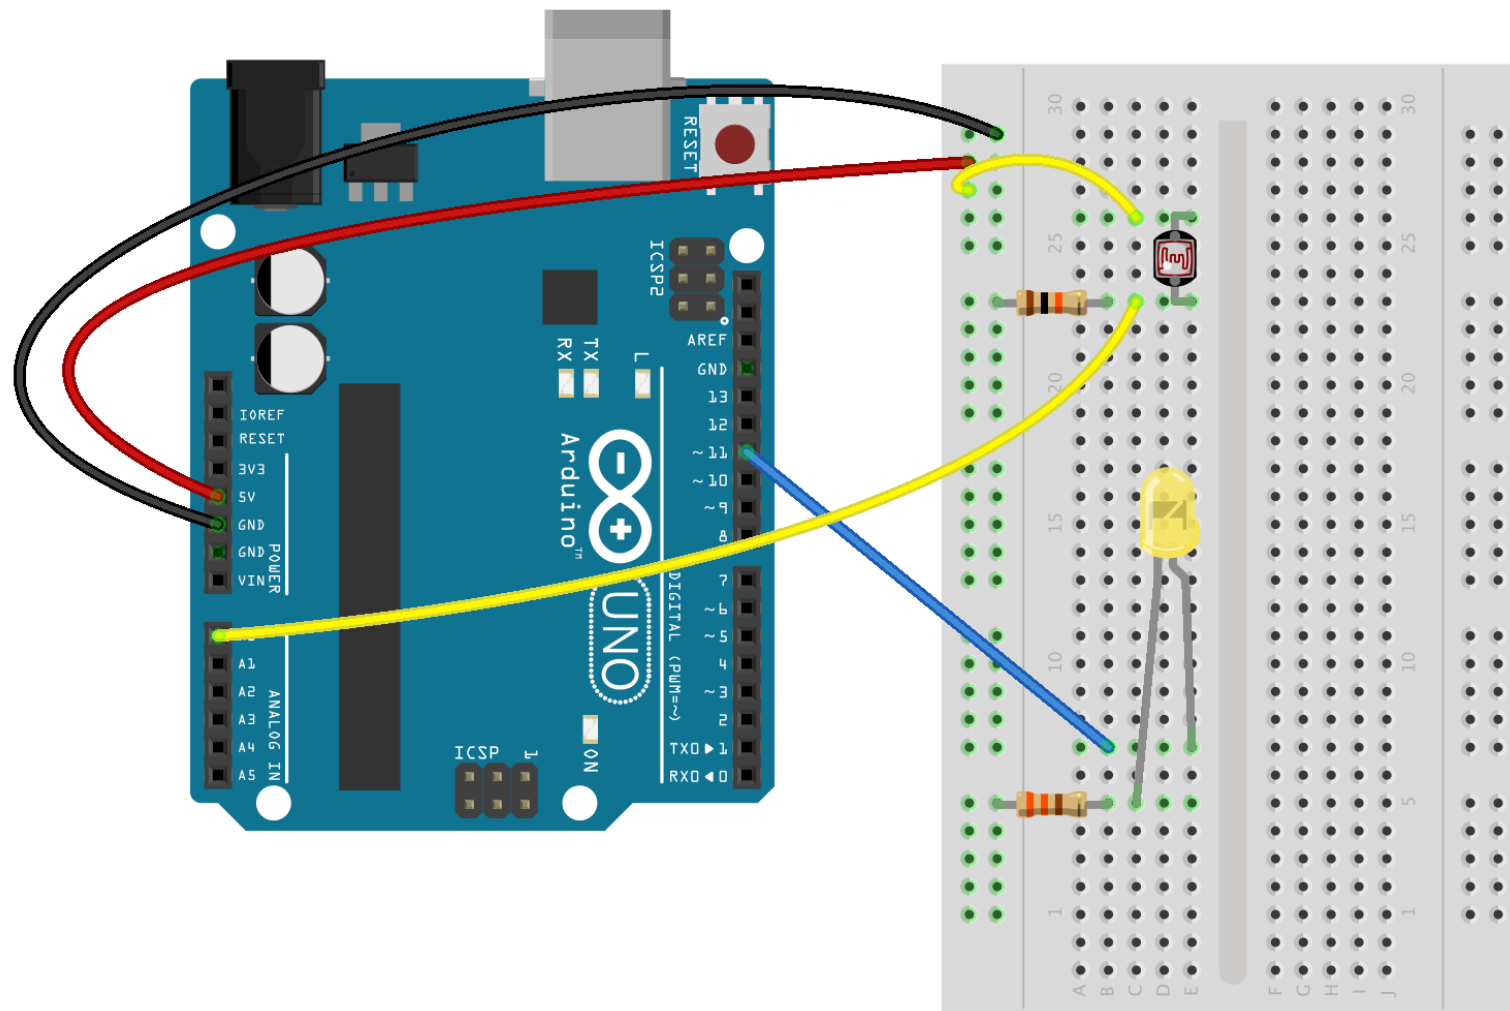 RESET
ICSP2
AREF
GND
13
12
~11
~10
~9
8
7
~6
~5
4
~3
2
TX0▶1
RX0◀0
DIGITAL (PWM=~)
RX
TX
L
IOREF
RESET
3V3
5V
GND
GND
VIN
POWER
A1
A2
A3
A4
A5
ANALOG IN
Arduino™
UNO
ICSP
1
ON
30
25
20
15
10
5
1
30
25
20
15
10
5
1
A B C D E
F G H I J